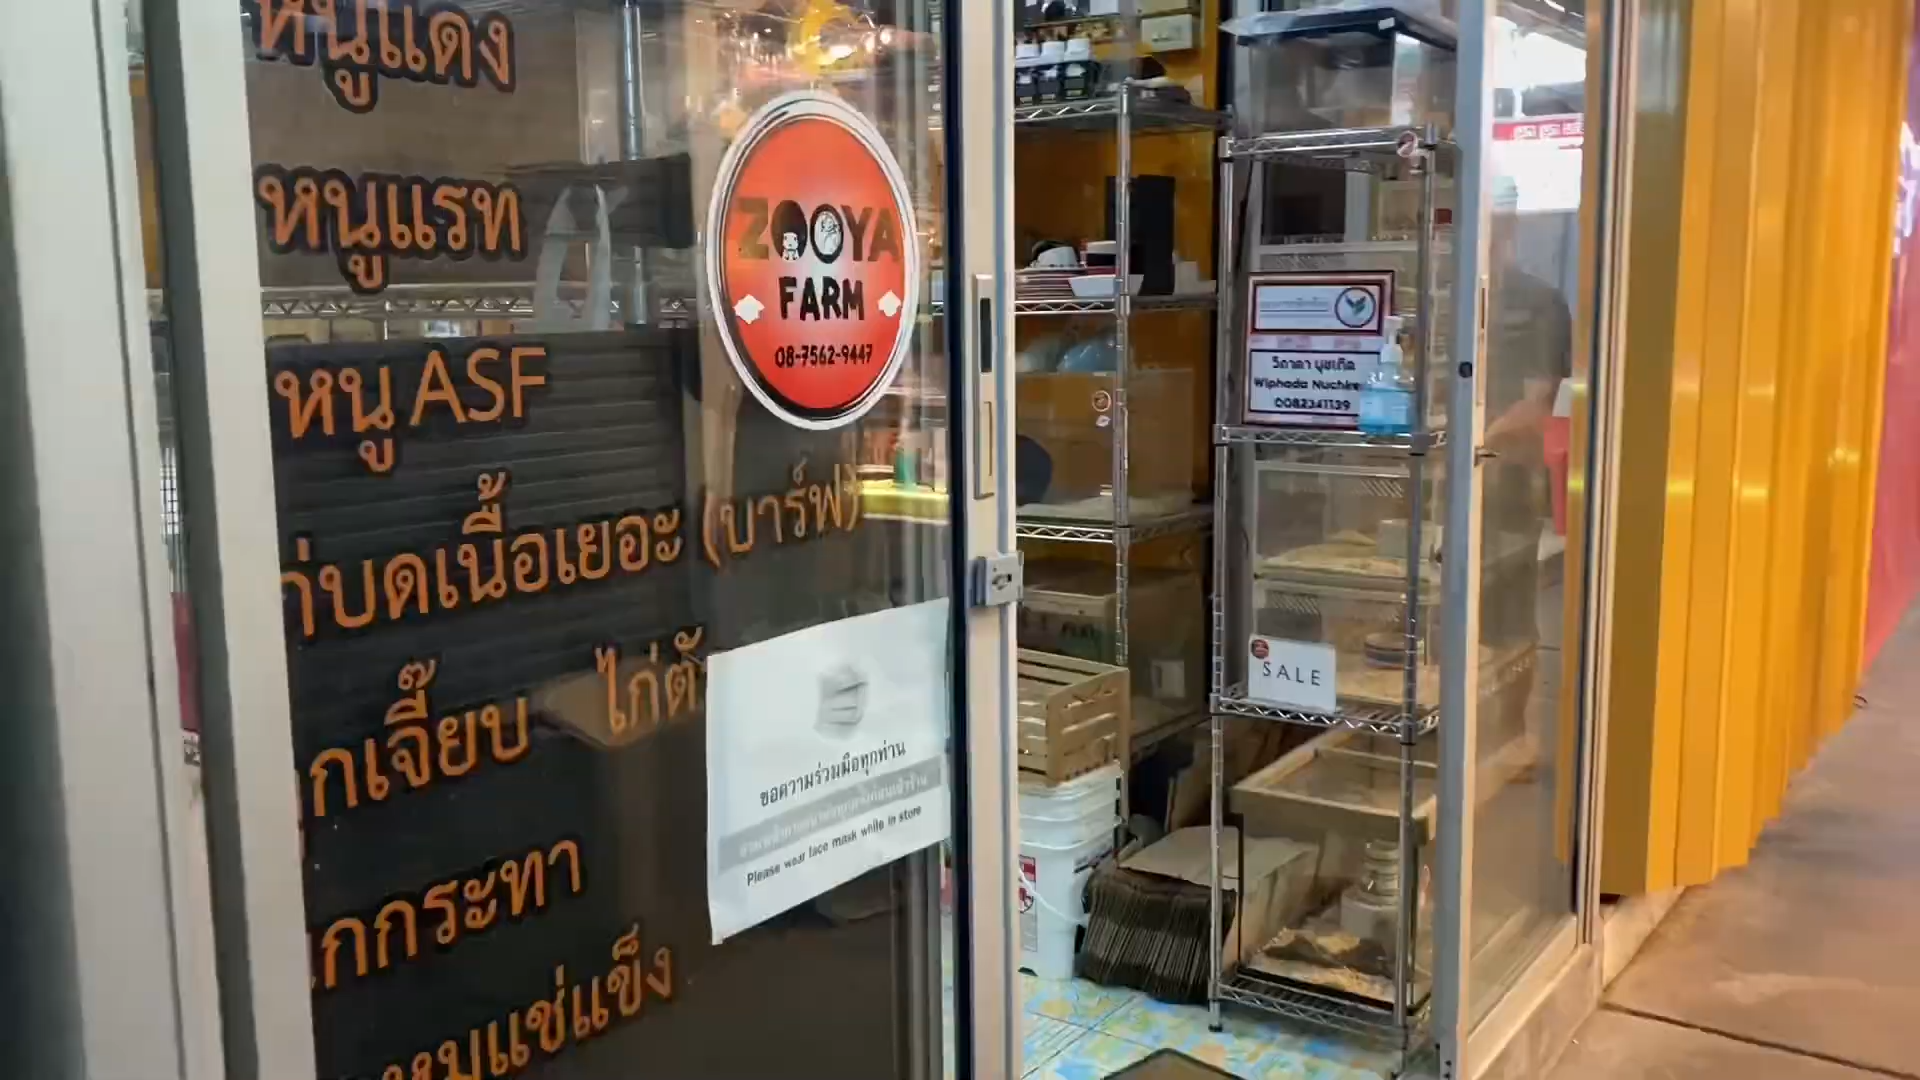 หนูแดง
หนูแรท
หนู ASF
บดเนื้อเยอะ (บาร์ฟ)
เจี๊ยบ ไก่ตั
นกกระทา
แช่แข็ง
ZOOYA
FARM
08-7562-9447
ขอความร่วมมือทุกท่าน
Please wear face mask while in store
วิภาดา นุชเกิด
Wiphada
SALE